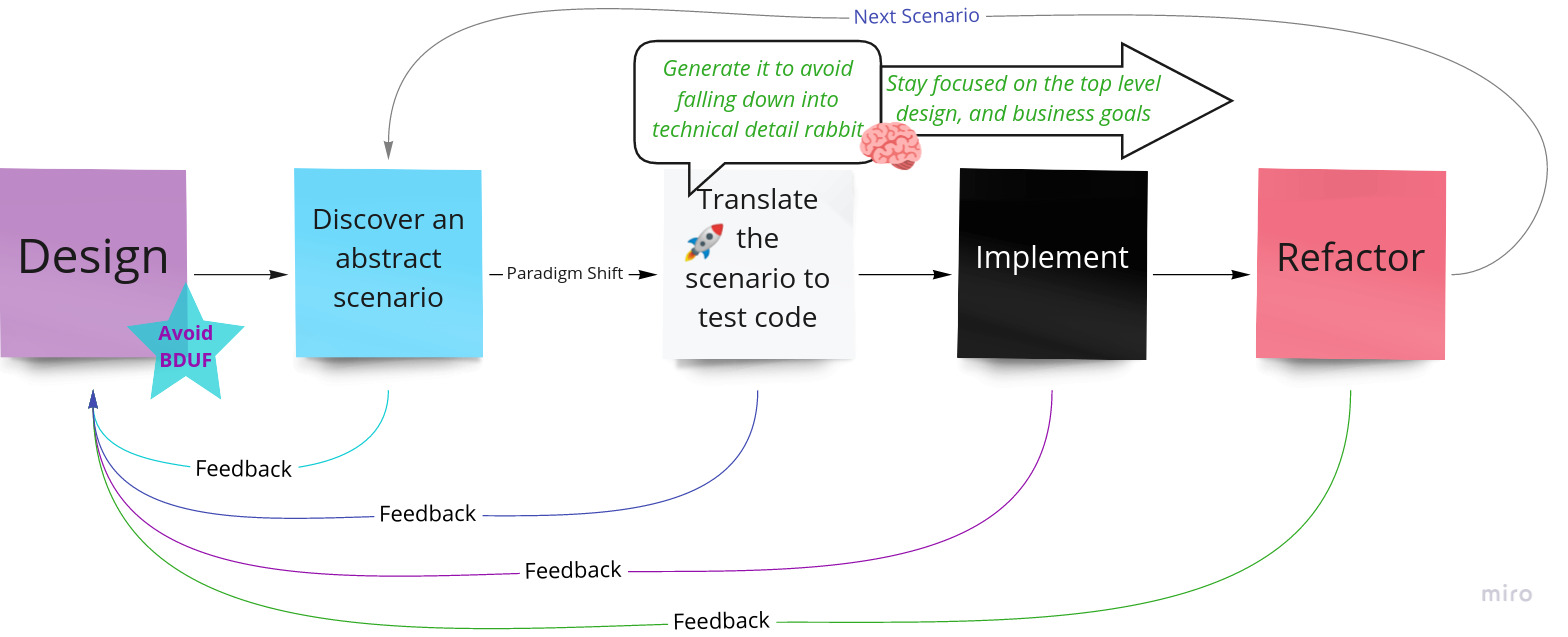 Next Scenario
Generate it to avoid
falling down into
technical detail rabbit
Stay focused on the top level
design, and business goals
Design
Avoid
BDUF
Discover an
abstract
scenario
Paradigm Shift
Translate
the
scenario to
test code
Implement
Refactor
Feedback
Feedback
Feedback
Feedback
miro